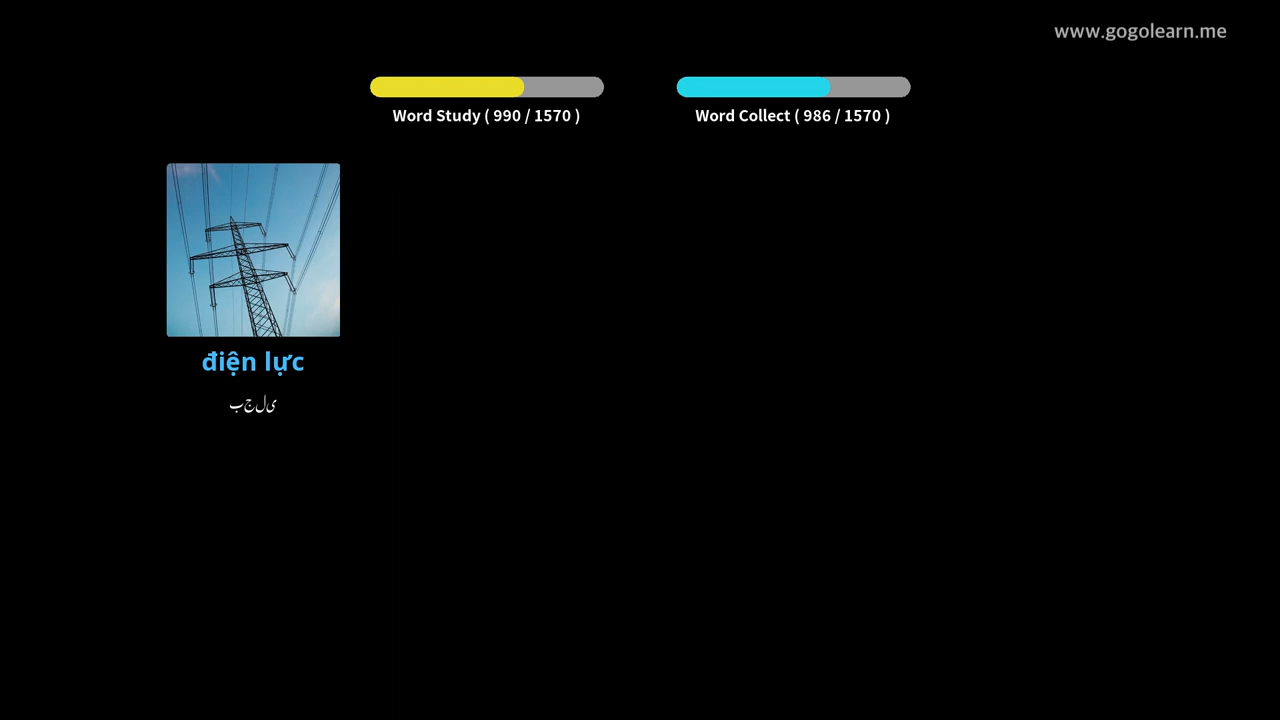 www.gogolearn.me
Word Study ( 990 / 1570 )
Word Collect ( 986 / 1570 )
điện lực
بجلی